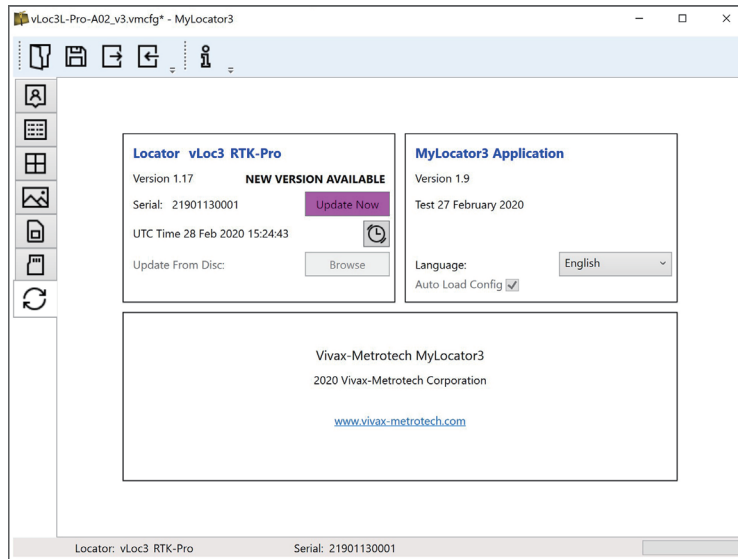 vLoc3L-Pro-A02_v3.vmcfg* - MyLocator3
Locator vLoc3 RTK-Pro
Version 1.17 NEW VERSION AVAILABLE
Serial: 21901130001 Update Now
UTC Time 28 Feb 2020 15:24:43
Update From Disc: Browse
MyLocator3 Application
Version 1.9
Test 27 February 2020
Language: English
Auto Load Config
Vivax-Metrotech MyLocator3
2020 Vivax-Metrotech Corporation
www.vivax-metrotech.com
Locator: vLoc3 RTK-Pro Serial: 21901130001